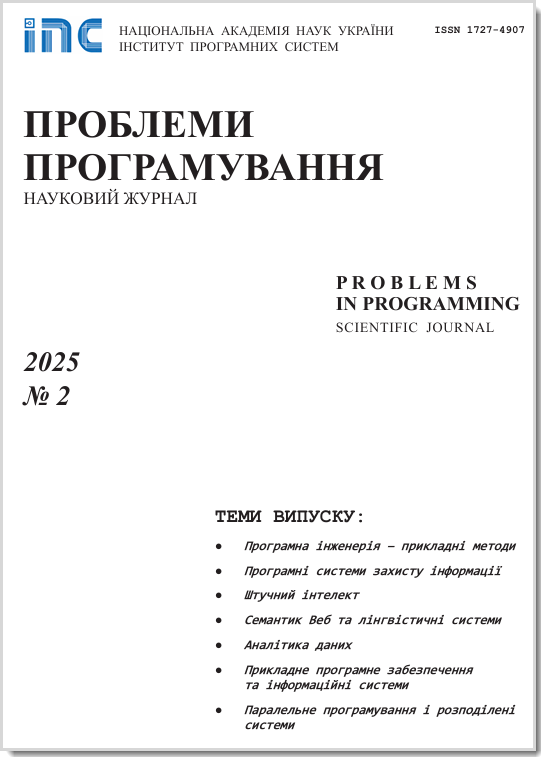 іпс
НАЦІОНАЛЬНА АКАДЕМІЯ НАУК УКРАЇНИ
ІНСТИТУТ ПРОГРАМНИХ СИСТЕМ
ISSN 1727-4907
ПРОБЛЕМИ
ПРОГРАМУВАННЯ
НАУКОВИЙ ЖУРНАЛ
PROBLEMS
IN PROGRAMMING
SCIENTIFIC JOURNAL
2025
№ 2
ТЕМИ ВИПУСКУ:
● Програмна інженерія – прикладні методи
● Програмні системи захисту інформації
● Штучний інтелект
● Семантик Веб та лінгвістичні системи
● Аналітика даних
● Прикладне програмне забезпечення
та інформаційні системи
● Паралельне програмування і розподілені
системи